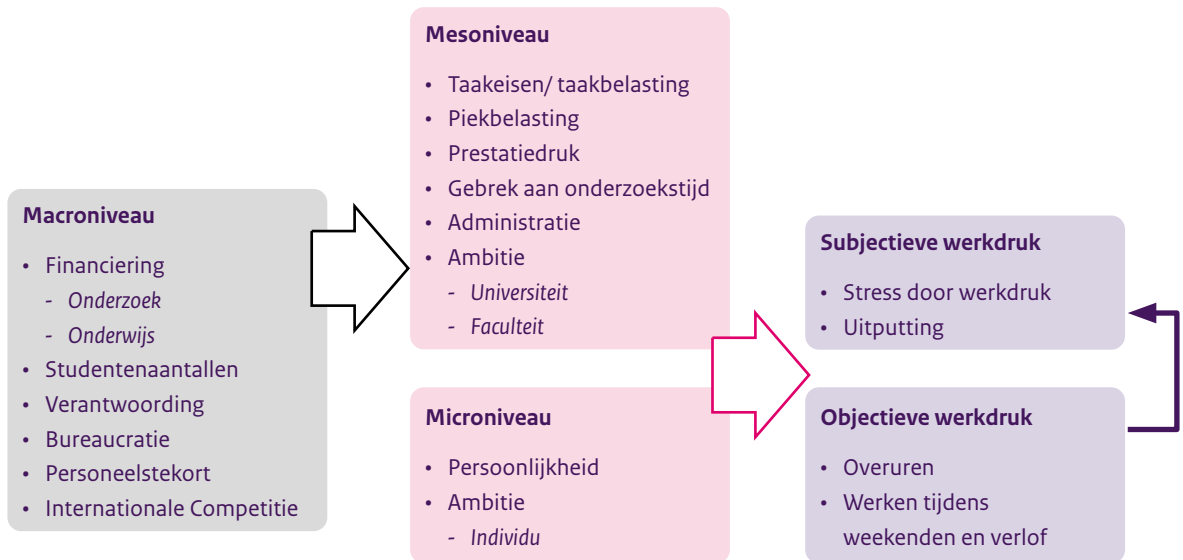 Macroniveau
• Financiering
- Onderzoek
- Onderwijs
• Studentenaantallen
• Verantwoording
• Bureaucratie
• Personeelstekort
• Internationale Competitie
Mesoniveau
• Taakeisen/ taakbelasting
• Piekbelasting
• Prestatiedruk
• Gebrek aan onderzoekstijd
• Administratie
• Ambitie
- Universiteit
- Faculteit
Microniveau
• Persoonlijkheid
• Ambitie
- Individu
Subjectieve werkdruk
• Stress door werkdruk
• Uitputting
Objectieve werkdruk
• Overuren
• Werken tijdens
weekenden en verlof